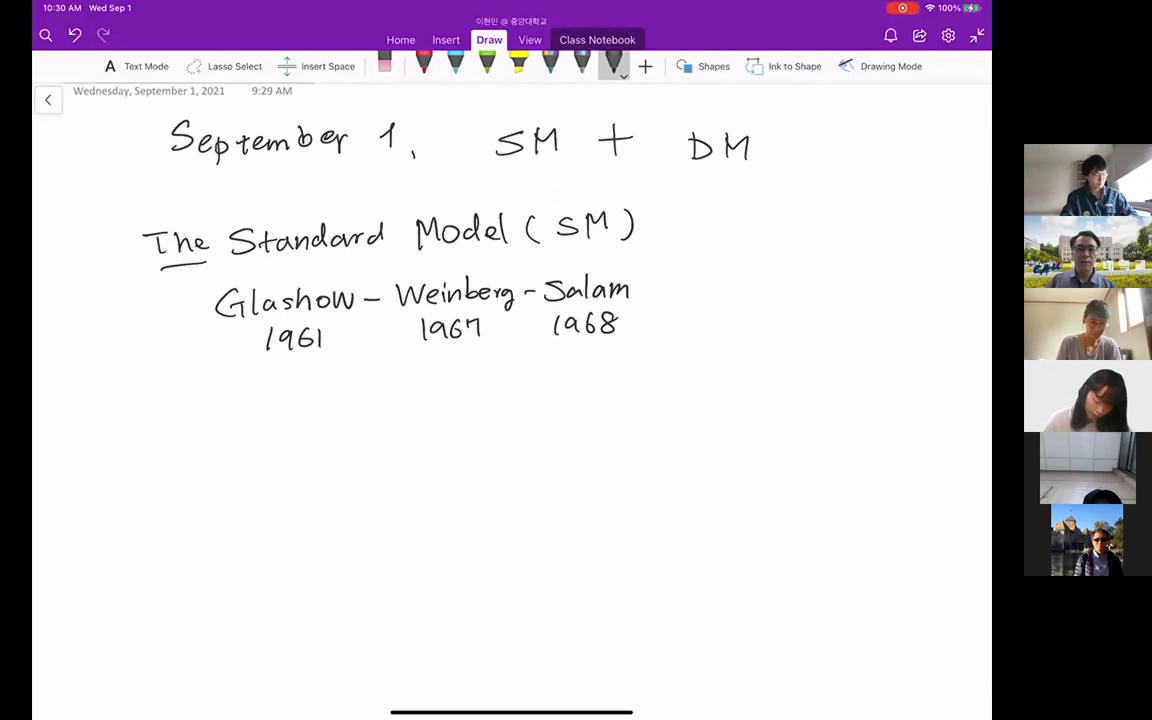 10:30 AM Wed Sep 1 100%
이현민 @ 중앙대학교
Home Insert Draw View Class Notebook
A Text Mode Lasso Select Insert Space Shapes Ink to Shape Drawing Mode
Wednesday, September 1, 2021 9:29 AM
September 1, SM + DM
The Standard Model (SM)
Glashow - Weinberg - Salam
1961 1967 1968